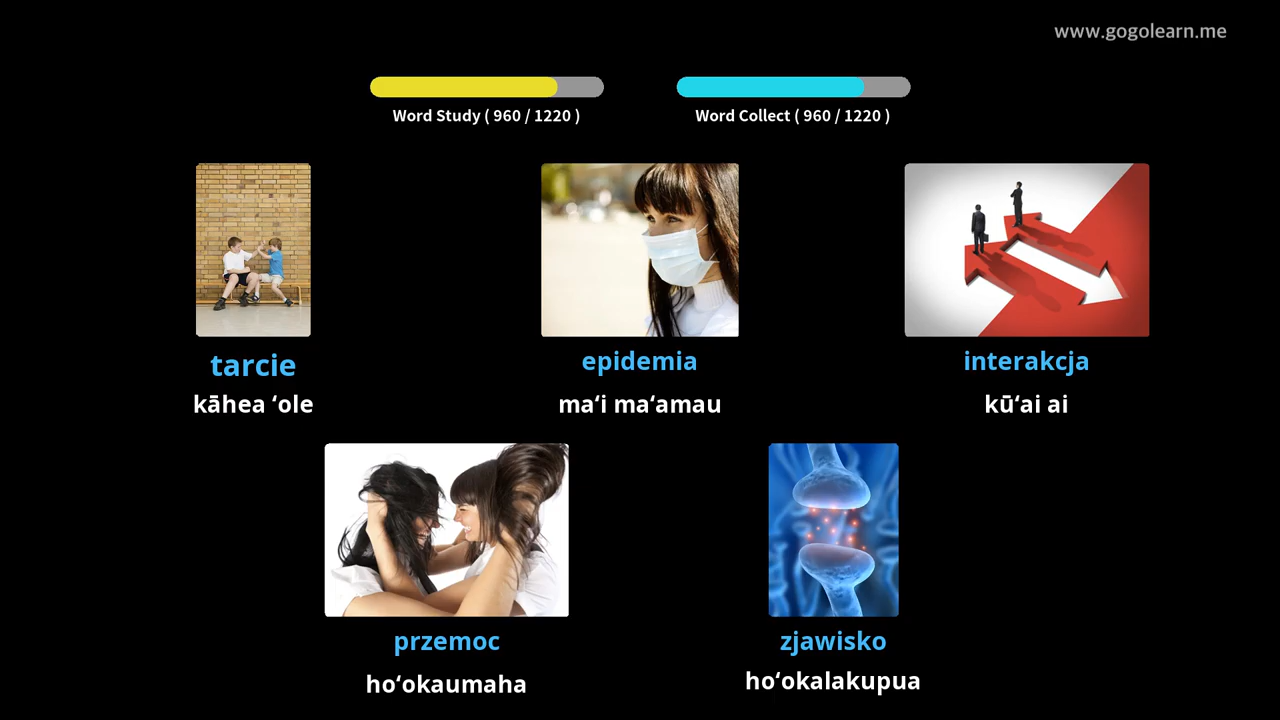 www.gogolearn.me
Word Study ( 960 / 1220 )
Word Collect ( 960 / 1220 )
tarcie
kāhea ʻole
epidemia
maʻi maʻamau
interakcja
kūʻai ai
przemoc
hoʻokaumaha
zjawisko
hoʻokalakupua